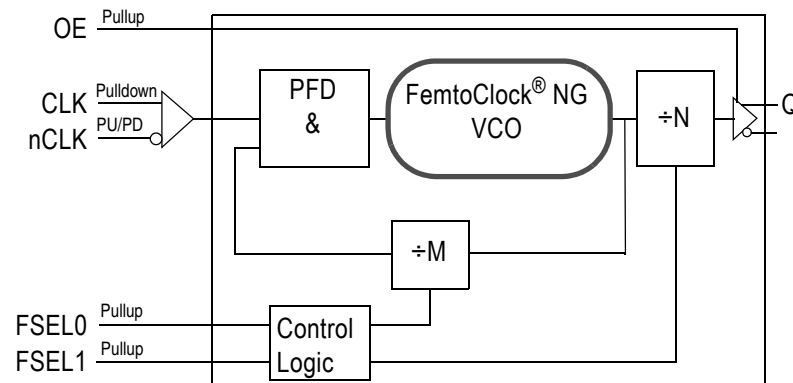 OE Pullup
CLK Pulldown
nCLK PU/PD
PFD
&
FemtoClock® NG
VCO
÷N
Q
÷M
FSEL0 Pullup
FSEL1 Pullup
Control
Logic